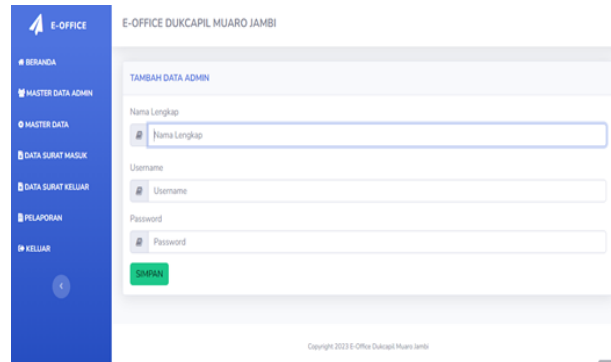 E-OFFICE
E-OFFICE DUKCAPIL MUARO JAMBI
BERANDA
MASTER DATA ADMIN
MASTER DATA
DATA SURAT MASUK
DATA SURAT KELUAR
PELAPORAN
KELUAR
TAMBAH DATA ADMIN
Nama Lengkap
Nama Lengkap
Username
Username
Password
Password
SIMPAN
Copyright 2023 E-Office Dukcapil Muaro Jambi